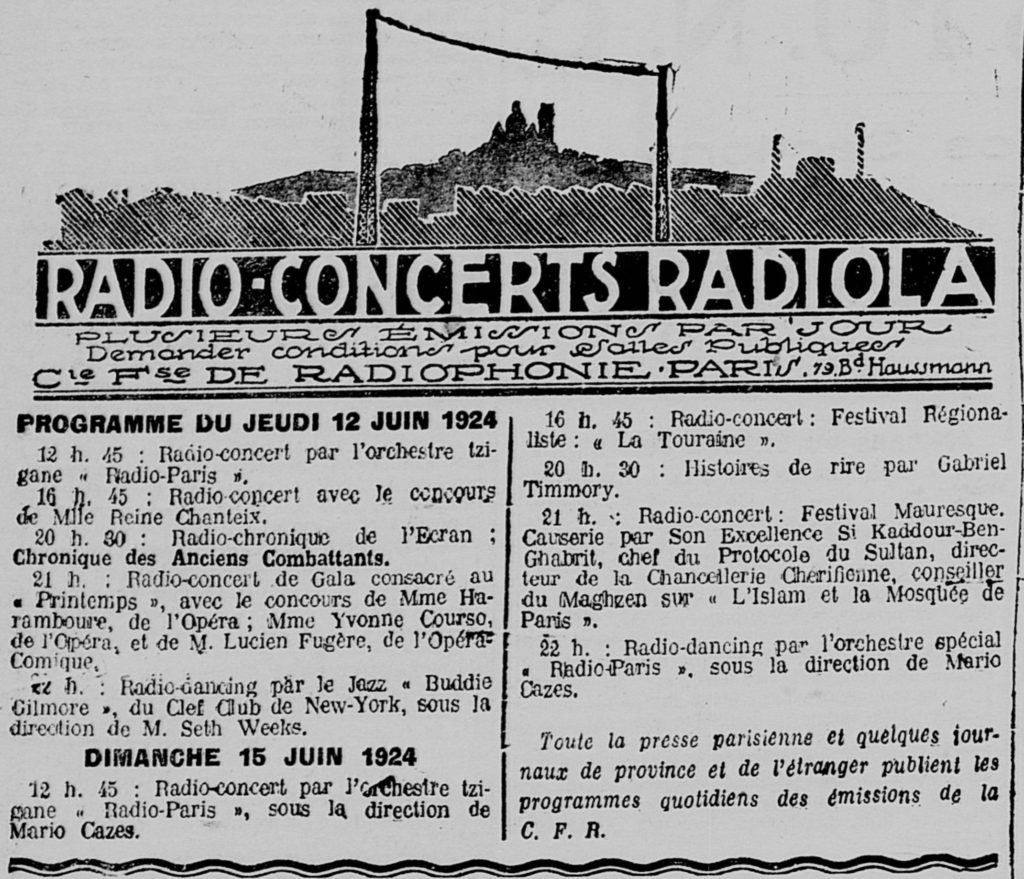 RADIO-CONCERTS RADIOLA
PLUSIEURS ÉMISSIONS PAR JOUR
Demander conditions pour Salles Publiques
Cie Fse DE RADIOPHONIE. PARIS. 79, Bd Haussmann
PROGRAMME DU JEUDI 12 JUIN 1924
12 h. 45 : Radio-concert par l'orchestre tzi-
gane « Radio-Paris ».
16 h. 45 : Radio-concert avec le concours
de Mlle Reine Chanteix.
20 h. 30 : Radio-chronique de l'Ecran ;
Chronique des Anciens Combattants.
21 h. : Radio-concert de Gala consacré au
« Printemps », avec le concours de Mme Ha-
ramboure, de l'Opéra ; Mme Yvonne Courso,
de l'Opéra, et de M. Lucien Fugère, de l'Opéra-
Comique.
22 h. : Radio-dancing par le Jazz « Buddie
Gilmore », du Clef Club de New-York, sous la
direction de M. Seth Weeks.
DIMANCHE 15 JUIN 1924
12 h. 45 : Radio-concert par l'orchestre tzi-
gane « Radio-Paris », sous la direction de
Mario Cazes.
16 h. 45 : Radio-concert : Festival Régiona-
liste : « La Touraine ».
20 h. 30 : Histoires de rire par Gabriel
Timmory.
21 h. : Radio-concert : Festival Mauresque.
Causerie par Son Excellence Si Kaddour-Ben-
Ghabrit, chef du Protocole du Sultan, direc-
teur de la Chancellerie Chérifienne, conseiller
du Maghzen sur « L'Islam et la Mosquée de
Paris ».
22 h. : Radio-dancing par l'orchestre spécial
« Radio-Paris », sous la direction de Mario
Cazes.
Toute la presse parisienne et quelques jour-
naux de province et de l'étranger publient les
programmes quotidiens des émissions de la
C. F. R.